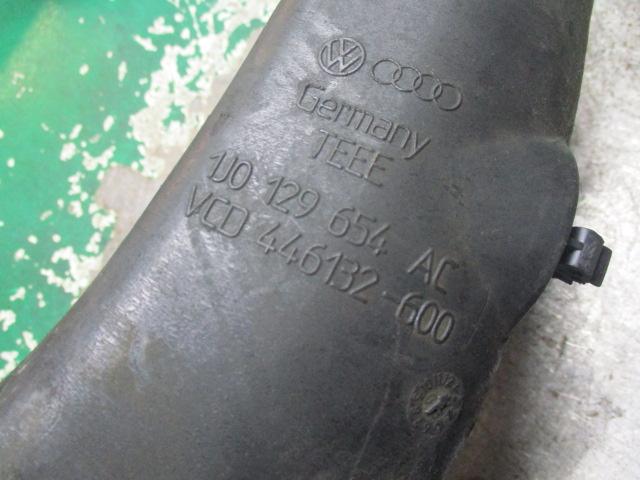 Germany
TEEE
1J0 129 654 AC
VCD 446132-600